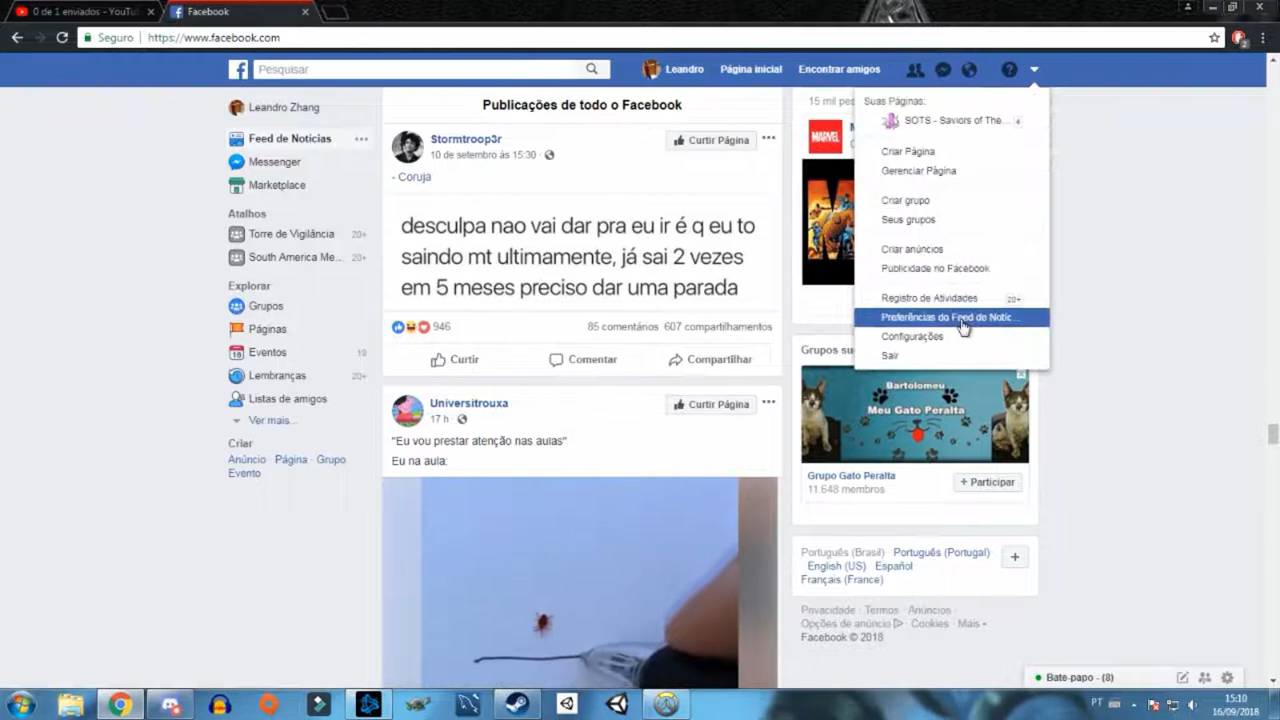 0 de 1 enviados - YouTu
Facebook
Seguro
https://www.facebook.com
Pesquisar
Leandro
Página inicial
Encontrar amigos
Leandro Zhang
Feed de Notícias
Messenger
Marketplace
Atalhos
Torre de Vigilância 20+
South America Me... 20+
Explorar
Grupos
Páginas
Eventos 19
Lembranças 20+
Listas de amigos
Ver mais...
Criar
Anúncio Página Grupo
Evento
Publicações de todo o Facebook
Stormtroop3r
Curtir Página
10 de setembro às 15:30
- Coruja
desculpa nao vai dar pra eu ir é q eu to
saindo mt ultimamente, já sai 2 vezes
em 5 meses preciso dar uma parada
946
85 comentários 607 compartilhamentos
Curtir Comentar Compartilhar
Universitrouxa
Curtir Página
17 h
"Eu vou prestar atenção nas aulas"
Eu na aula:
15 mil pes
MARVEL
Suas Páginas:
SOTS - Saviors of The... 4
Criar Página
Gerenciar Página
Criar grupo
Seus grupos
Criar anúncios
Publicidade no Facebook
Registro de Atividades 20+
Preferências do Feed de Notíc...
Configurações
Sair
Grupos su
Bartolomeu
Meu Gato Peralta
Grupo Gato Peralta
11.648 membros
+ Participar
Português (Brasil) · Português (Portugal) ·
English (US) · Español ·
Français (France)
Privacidade · Termos · Anúncios ·
Opções de anúncio · Cookies · Mais
Facebook © 2018
Bate-papo - (8)
PT
15:10
16/09/2018